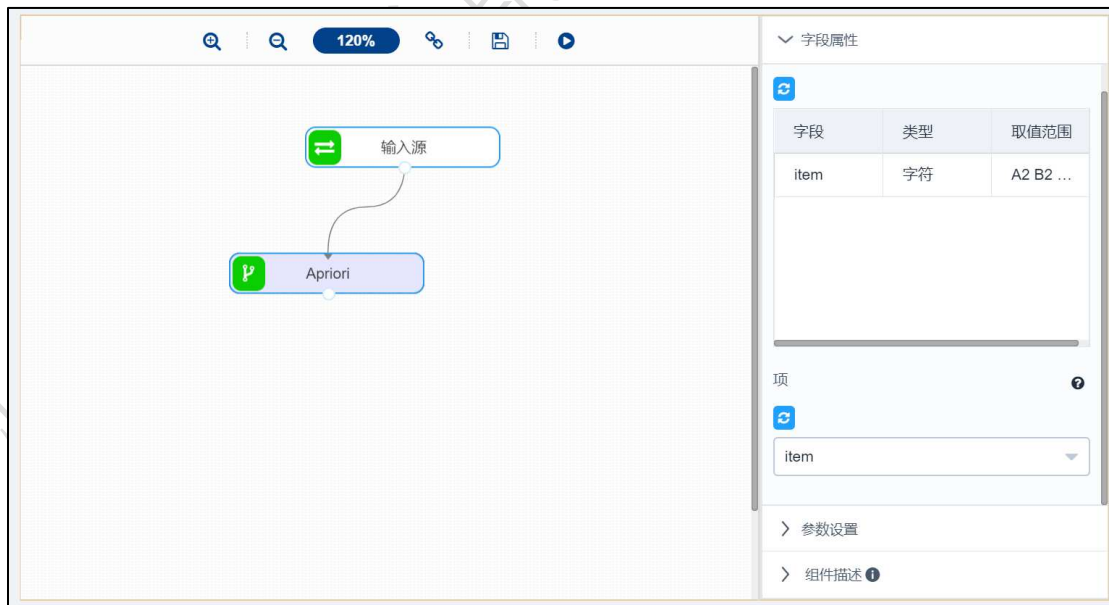 120%
字段属性
字段 类型 取值范围
item 字符 A2 B2 ...
输入源
Apriori
项
item
参数设置
组件描述